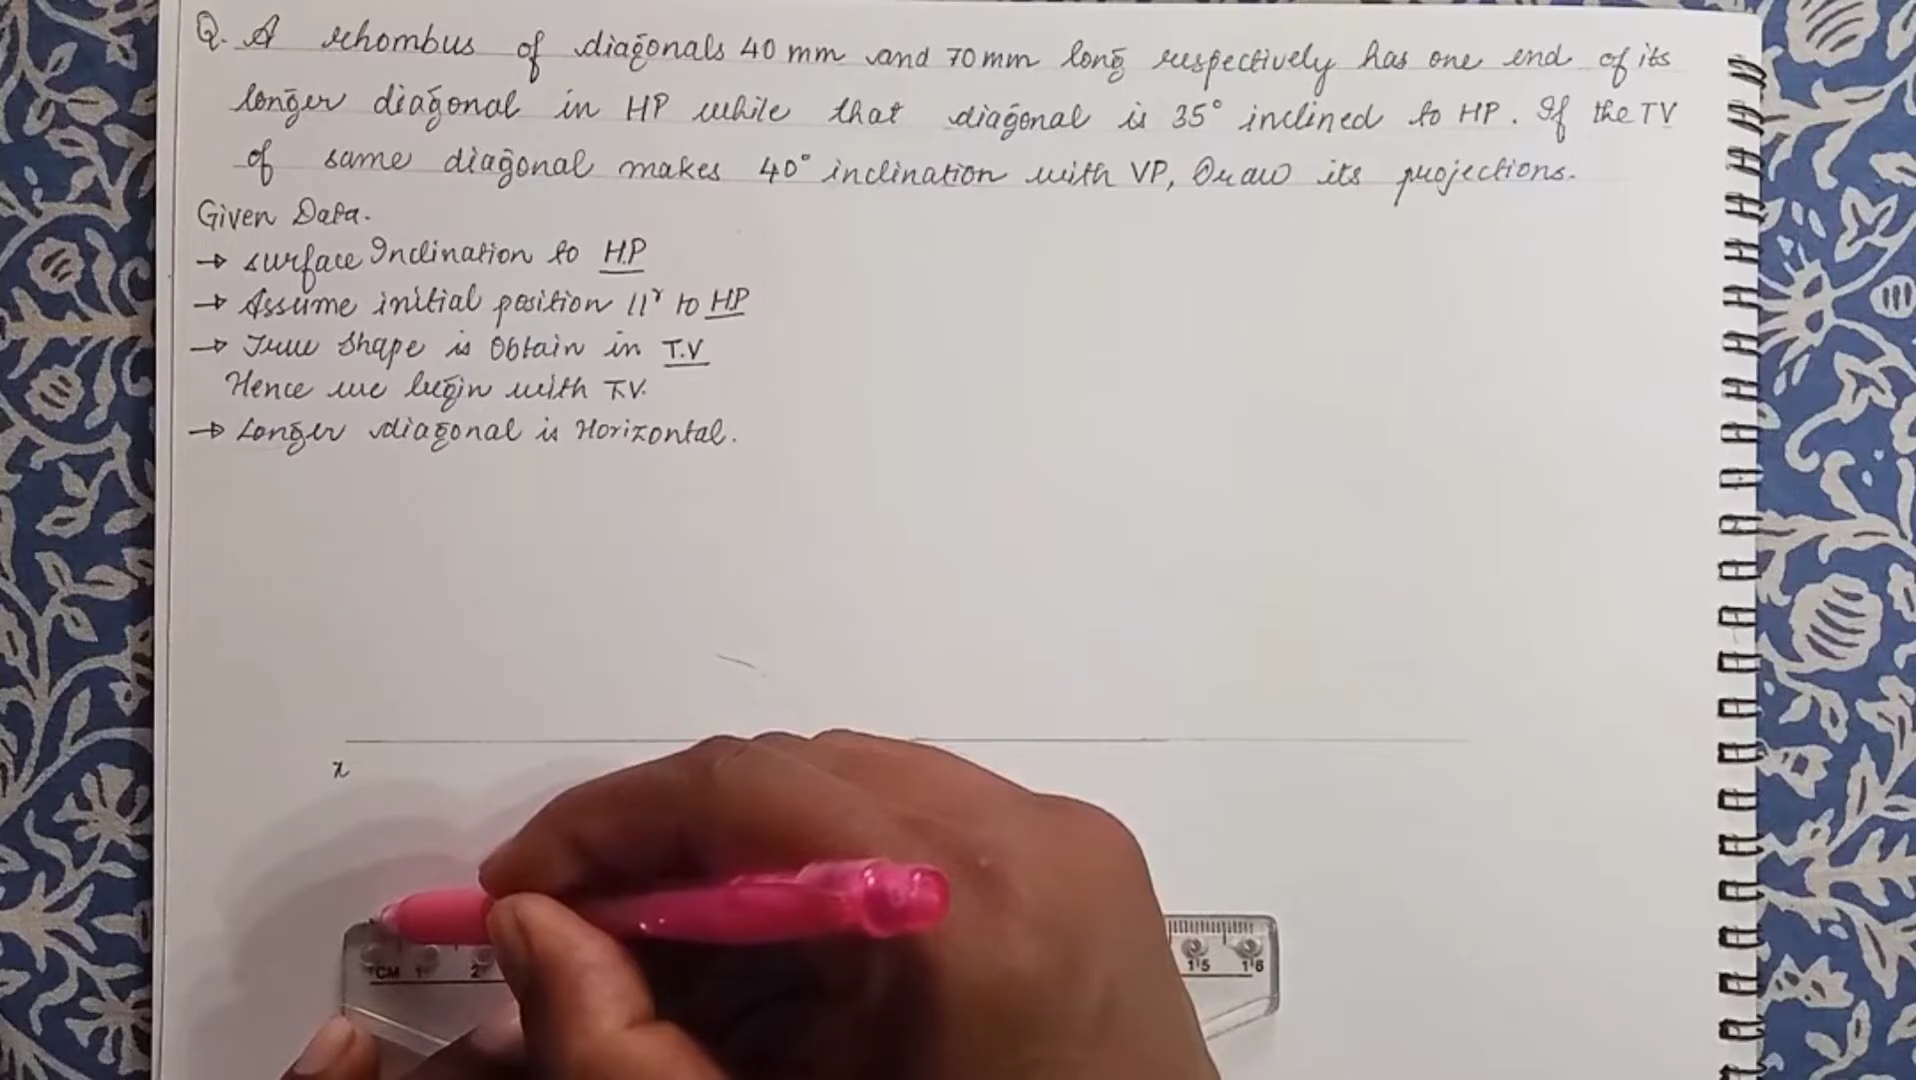 Q. A rhombus of diagonals 40 mm and 70 mm long respectively has one end of its
longer diagonal in HP while that diagonal is 35° inclined to HP. If the TV
of same diagonal makes 40° inclination with VP, Draw its projections.
Given Data.
→ surface Inclination to H.P
→ Assume initial position 11r to HP
→ True shape is Obtain in T.V
Hence we begin with T.V.
→ Longer diagonal is Horizontal.
x
CM 1 2 15 16